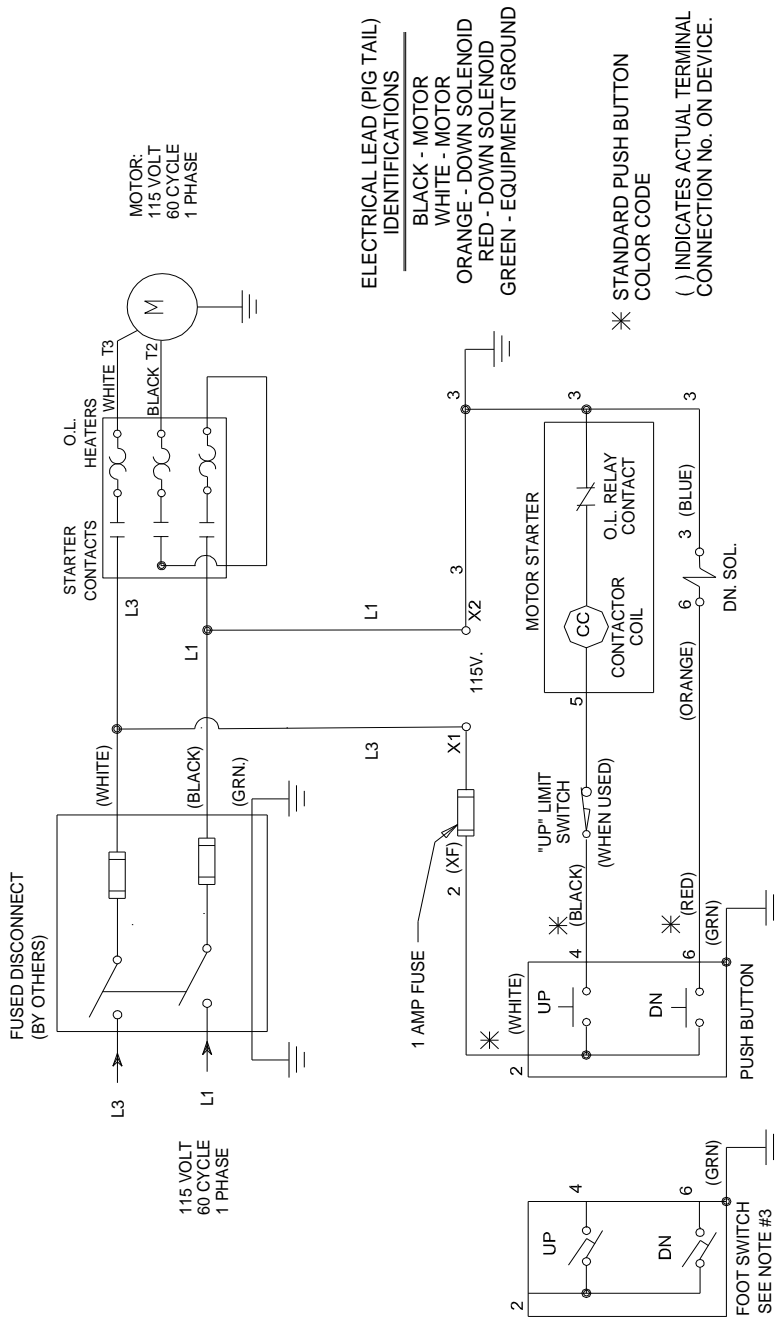 FUSED DISCONNECT
(BY OTHERS)
L3
L1
115 VOLT
60 CYCLE
1 PHASE
(WHITE)
(BLACK)
(GRN.)
L3
L1
STARTER
CONTACTS
O.L.
HEATERS
WHITE T3
BLACK T2
M
MOTOR:
115 VOLT
60 CYCLE
1 PHASE
L3
L1
X1
X2
115V.
3
3
1 AMP FUSE
2 (XF)
ELECTRICAL LEAD (PIG TAIL)
IDENTIFICATIONS
BLACK - MOTOR
WHITE - MOTOR
ORANGE - DOWN SOLENOID
RED - DOWN SOLENOID
GREEN - EQUIPMENT GROUND
2
UP
4
DN
6
(GRN)
FOOT SWITCH
SEE NOTE #3
2
(WHITE)
UP
4
(BLACK)
DN
6
(RED)
(GRN)
PUSH BUTTON
"UP" LIMIT
SWITCH
(WHEN USED)
5
MOTOR STARTER
CC
CONTACTOR
COIL
O.L. RELAY
CONTACT
3
(ORANGE)
6
3 (BLUE)
DN. SOL.
3
STANDARD PUSH BUTTON
COLOR CODE
( ) INDICATES ACTUAL TERMINAL
CONNECTION No. ON DEVICE.